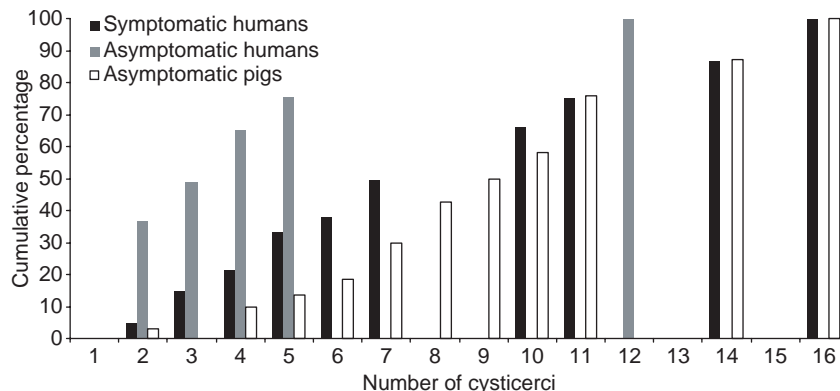 100
90
80
70
60
50
40
30
20
10
0
Cumulative percentage
Symptomatic humans
Asymptomatic humans
Asymptomatic pigs
1 2 3 4 5 6 7 8 9 10 11 12 13 14 15 16
Number of cysticerci